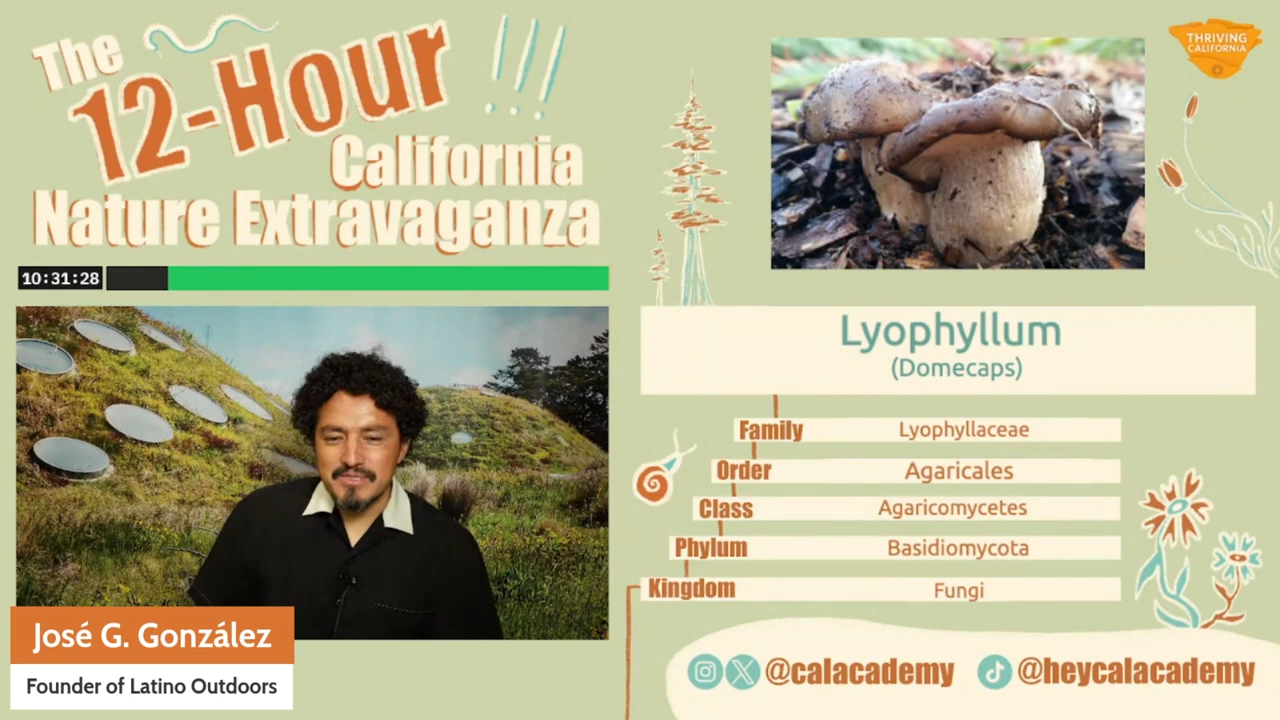 The
12-Hour
!!!
California
Nature Extravaganza
10:31:28
José G. González
Founder of Latino Outdoors
THRIVING
CALIFORNIA
Lyophyllum
(Domecaps)
Family Lyophyllaceae
Order Agaricales
Class Agaricomycetes
Phylum Basidiomycota
Kingdom Fungi
@calacademy @heycalacademy